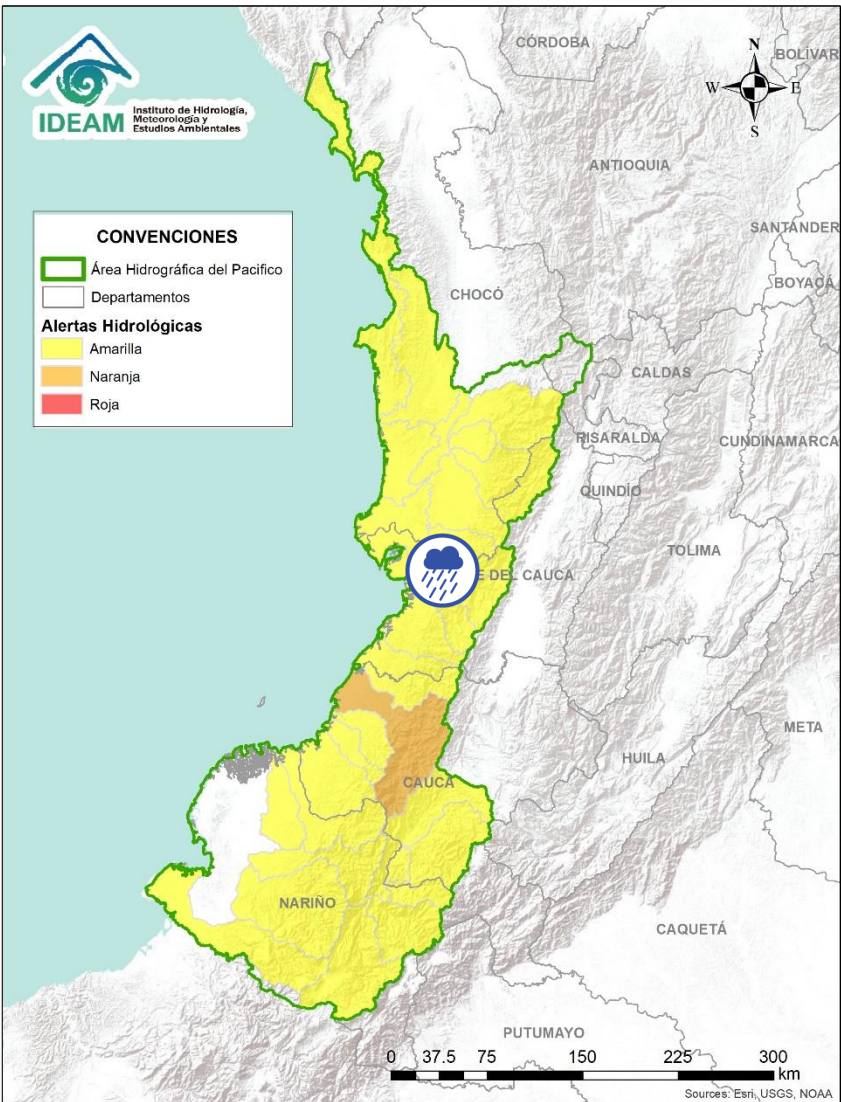 IDEAM
Instituto de Hidrología,
Meteorología y
Estudios Ambientales
CÓRDOBA
BOLÍVAR
N
W E
S
ANTIOQUIA
SANTANDER
BOYACÁ
CONVENCIONES
Área Hidrográfica del Pacifico
Departamentos
Alertas Hidrológicas
Amarilla
Naranja
Roja
CHOCÓ
CALDAS
RISARALDA
CUNDINAMARCA
QUINDÍO
TOLIMA
E DEL CAUCA
META
HUILA
CAUCA
NARIÑO
CAQUETÁ
PUTUMAYO
0 37.5 75 150 225 300
km
Sources: Esri, USGS, NOAA